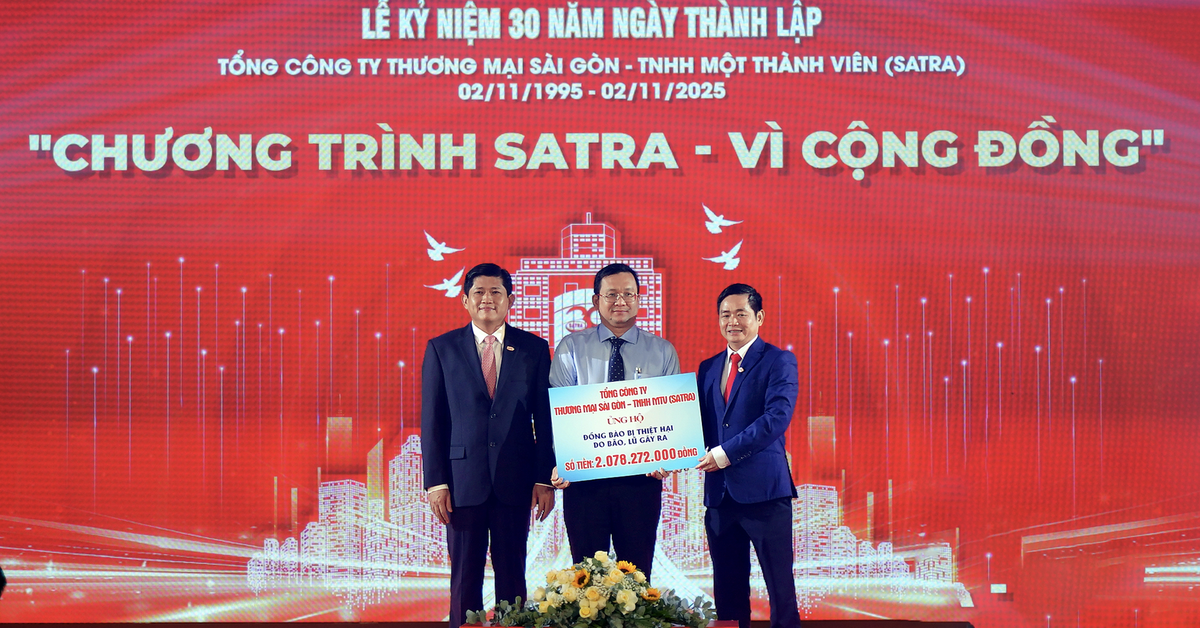 LỄ KỶ NIỆM 30 NĂM NGÀY THÀNH LẬP
TỔNG CÔNG TY THƯƠNG MẠI SÀI GÒN - TNHH MỘT THÀNH VIÊN (SATRA)
02/11/1995 - 02/11/2025
"CHƯƠNG TRÌNH SATRA - VÌ CỘNG ĐỒNG"
SATRA
TỔNG CÔNG TY
THƯƠNG MẠI SÀI GÒN - TNHH MTV (SATRA)
ỦNG HỘ
ĐỒNG BÀO BỊ THIỆT HẠI
DO BÃO, LŨ GÂY RA
SỐ TIỀN: 2.078.272.000 ĐỒNG